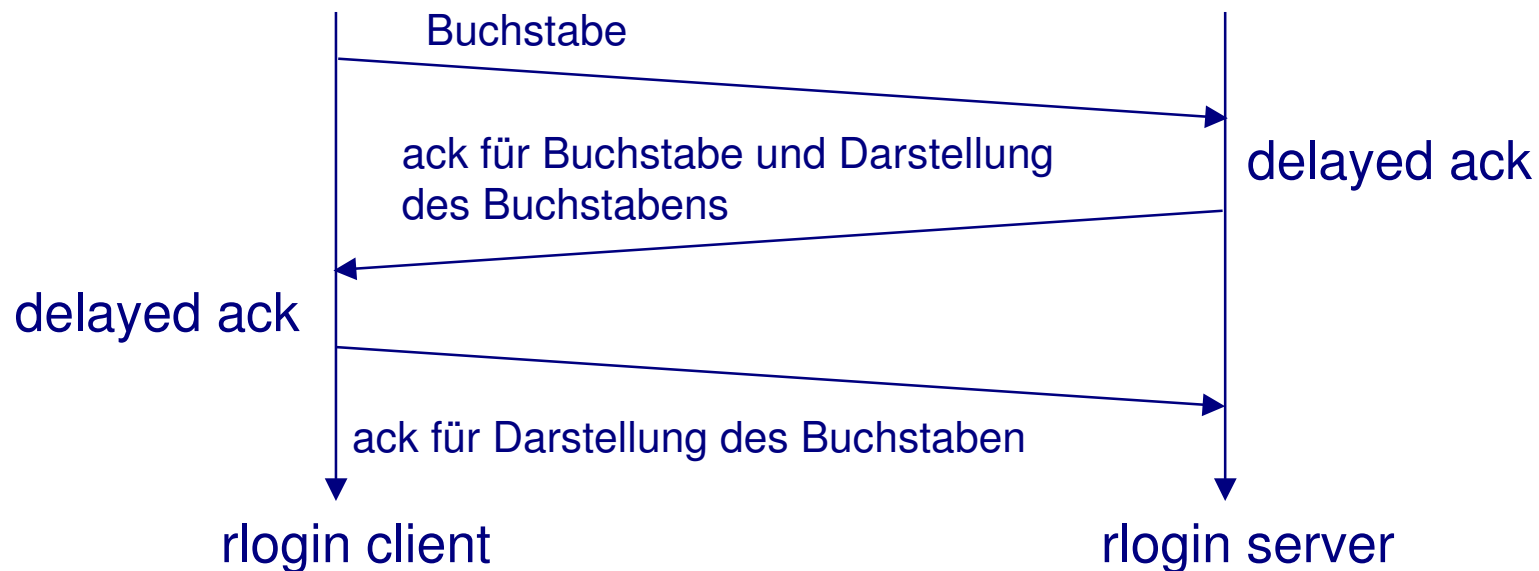 Buchstabe
ack für Buchstabe und Darstellung
des Buchstabens
delayed ack
delayed ack
ack für Darstellung des Buchstaben
rlogin client
rlogin server